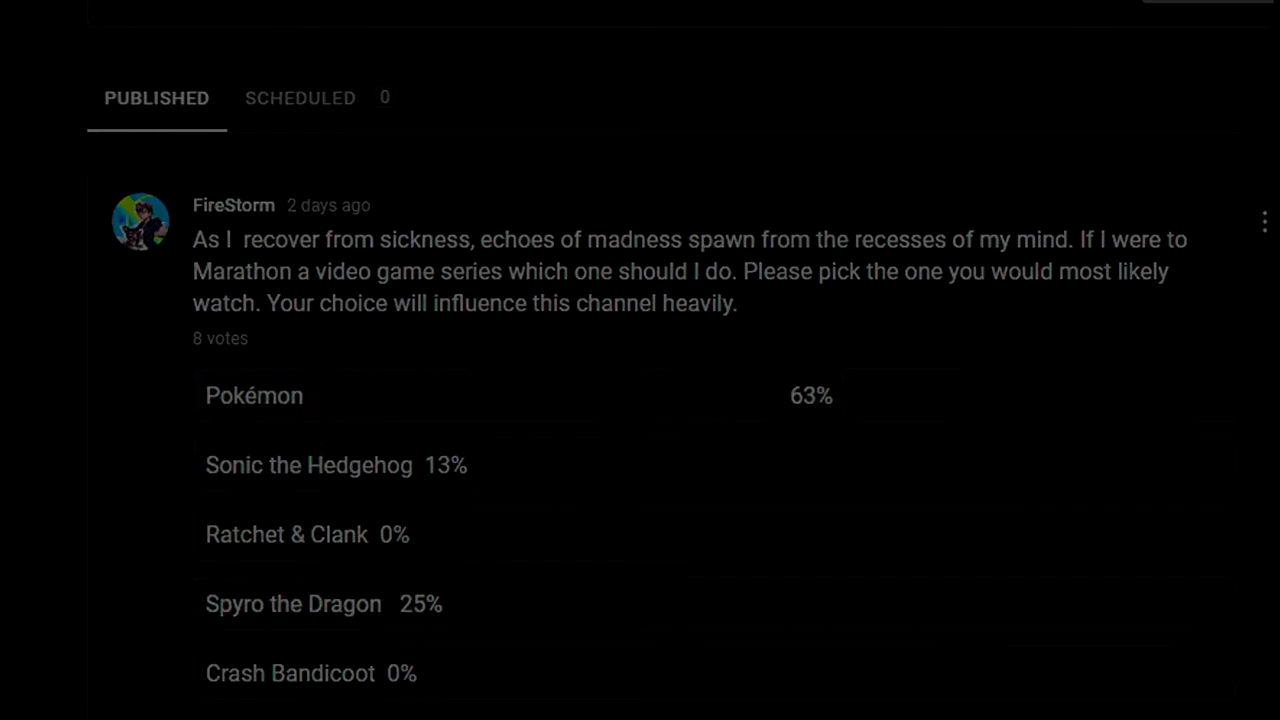 PUBLISHED SCHEDULED 0
FireStorm 2 days ago
As I recover from sickness, echoes of madness spawn from the recesses of my mind. If I were to
Marathon a video game series which one should I do. Please pick the one you would most likely
watch. Your choice will influence this channel heavily.
8 votes
Pokémon 63%
Sonic the Hedgehog 13%
Ratchet & Clank 0%
Spyro the Dragon 25%
Crash Bandicoot 0%